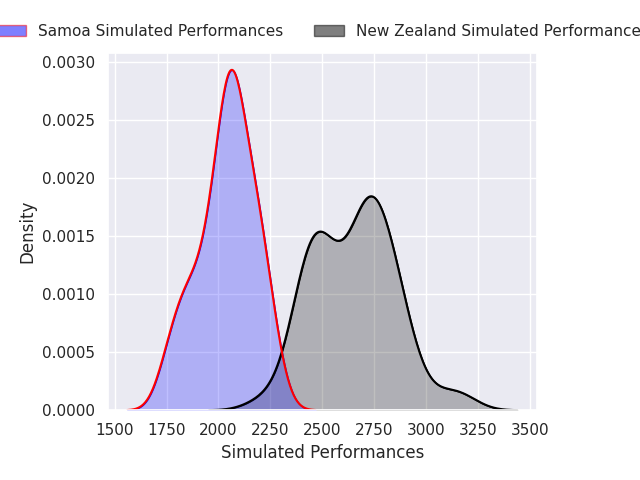 Samoa Simulated Performances New Zealand Simulated Performance
0.0030
0.0025
0.0020
0.0015
0.0010
0.0005
0.0000
Density
1500 1750 2000 2250 2500 2750 3000 3250 3500
Simulated Performances